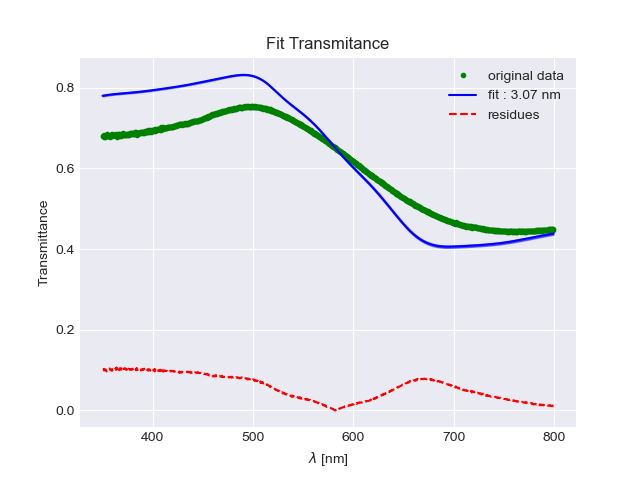 Fit Transmitance
original data
fit : 3.07 nm
residues
Transmittance
0.8
0.6
0.4
0.2
0.0
400 500 600 700 800
λ [nm]